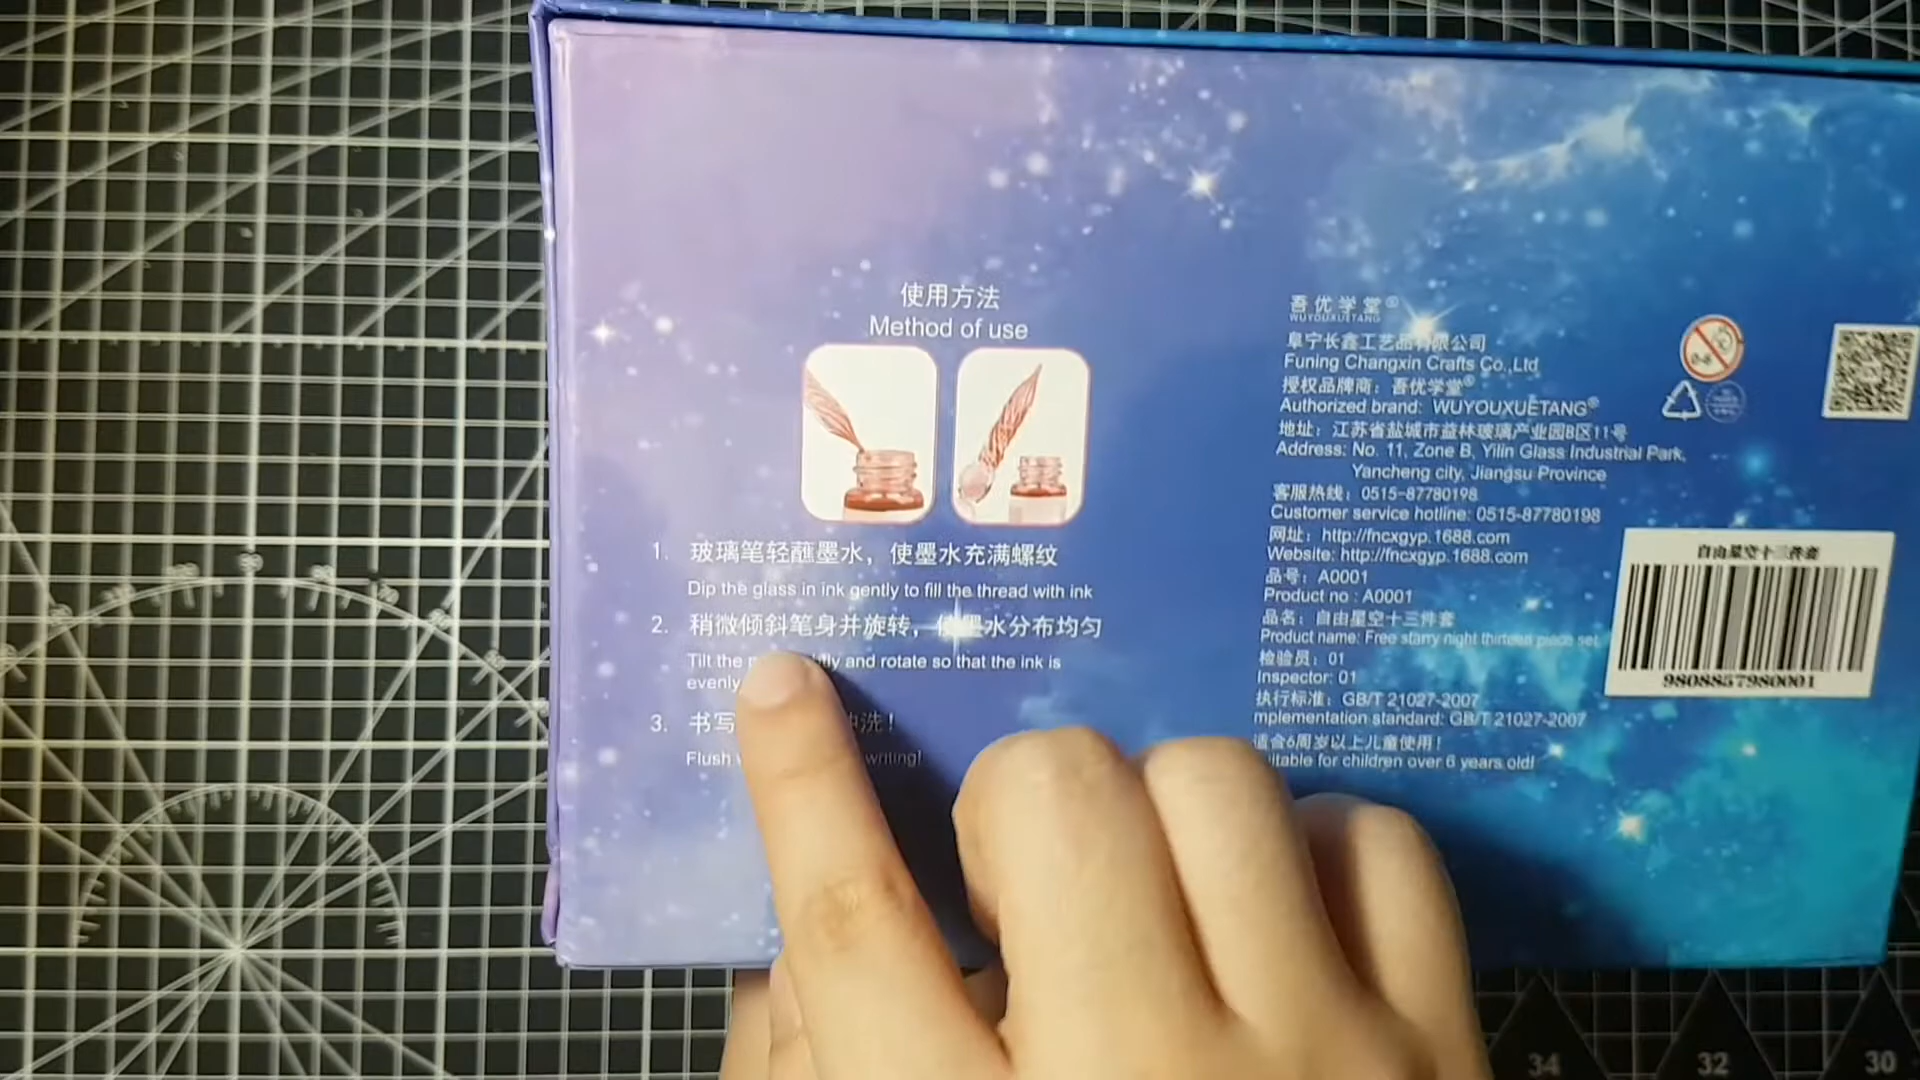 使用方法
Method of use
1. 玻璃笔轻蘸墨水，使墨水充满螺纹
Dip the glass in ink gently to fill the thread with ink
2. 稍微倾斜笔身并旋转，使墨水分布均匀
Tilt the and rotate so that the ink is
evenly
3. 书写 冲洗！
Flush writing!
吾优学堂®
WUYOUXUETANG
阜宁长鑫工艺品有限公司
Funing Changxin Crafts Co.,Ltd
授权品牌商：吾优学堂®
Authorized brand: WUYOUXUETANG®
地址：江苏省盐城市益林玻璃产业园B区11号
Address: No. 11, Zone B, Yilin Glass Industrial Park,
Yancheng city, Jiangsu Province
客服热线：0515-87780198
Customer service hotline: 0515-87780198
网址：http://fncxgyp.1688.com
Website: http://fncxgyp.1688.com
品号：A0001
Product no : A0001
品名：自由星空十三件套
Product name: Free starry night thirteen piece set
检验员：01
Inspector: 01
执行标准：GB/T 21027-2007
mplementation standard: GB/T 21027-2007
适合6周岁以上儿童使用！
uitable for children over 6 years old!
0-3
自由星空十三件套
9808857980001
34 32 30